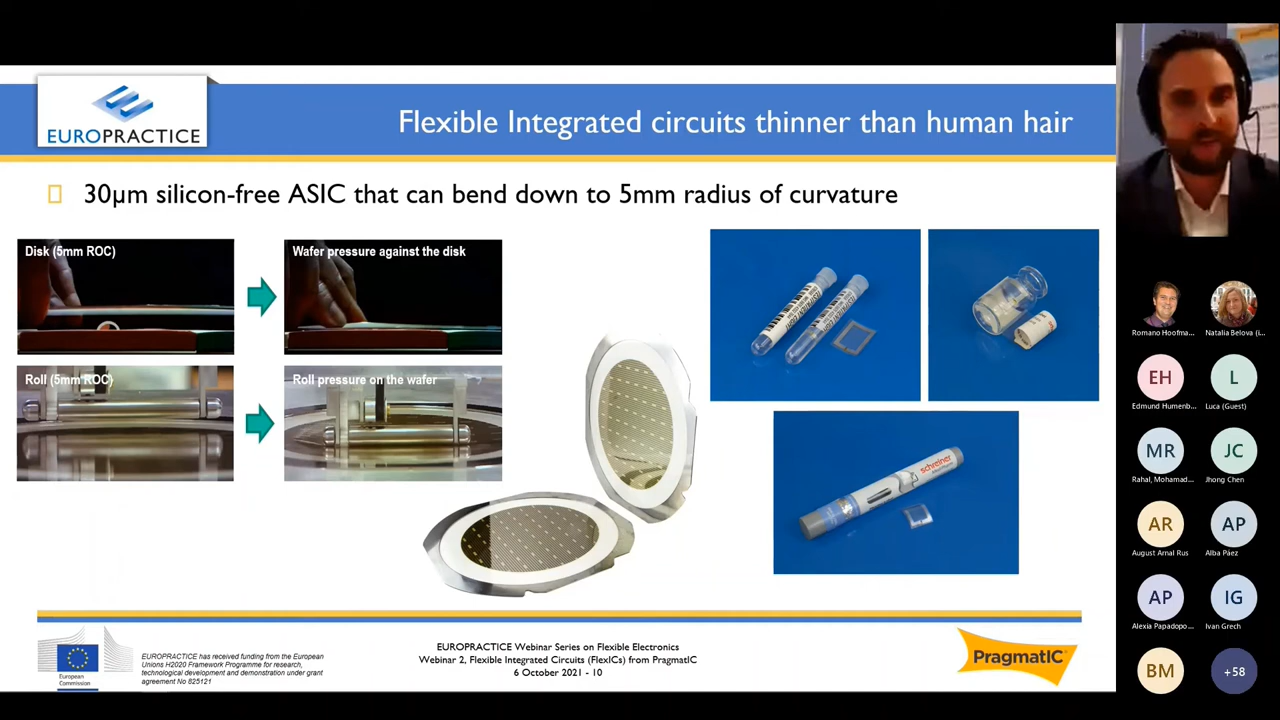 EUROPRACTICE
Flexible Integrated circuits thinner than human hair
30µm silicon-free ASIC that can bend down to 5mm radius of curvature
Disk (5mm ROC)
Wafer pressure against the disk
Roll (5mm ROC)
Roll pressure on the wafer
schreiner
European
Commission
EUROPRACTICE has received funding from the European
Unions H2020 Framework Programme for research,
technological development and demonstration under grant
agreement No 825121
EUROPRACTICE Webinar Series on Flexible Electronics
Webinar 2, Flexible Integrated Circuits (FlexICs) from PragmatIC
6 October 2021 - 10
PragmatIC
Romano Hoofma...
Natalia Belova (i...
EH
L
Edmund Humenb...
Luca (Guest)
MR
JC
Rahal, Mohamad...
Jhong Chen
AR
AP
August Arnal Rus
Alba Páez
AP
IG
Alexia Papadopo...
Ivan Grech
BM
+58